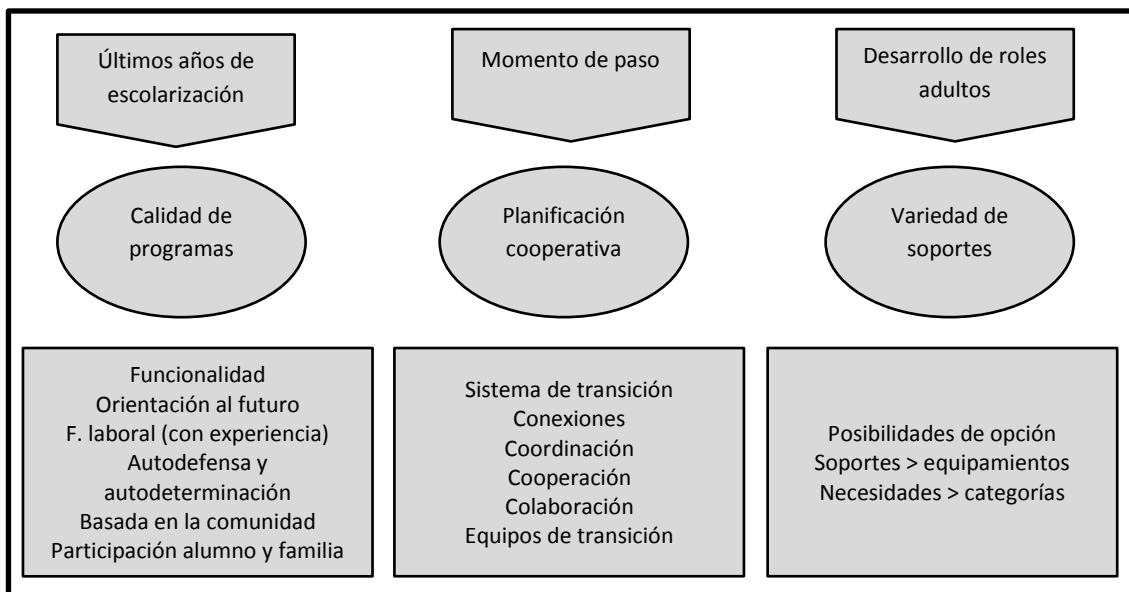 Últimos años de
escolarización
Momento de paso
Desarrollo de roles
adultos
Calidad de
programas
Planificación
cooperativa
Variedad de
soportes
Funcionalidad
Orientación al futuro
F. laboral (con experiencia)
Autodefensa y
autodeterminación
Basada en la comunidad
Participación alumno y familia
Sistema de transición
Conexiones
Coordinación
Cooperación
Colaboración
Equipos de transición
Posibilidades de opción
Soportes > equipamientos
Necesidades > categorías